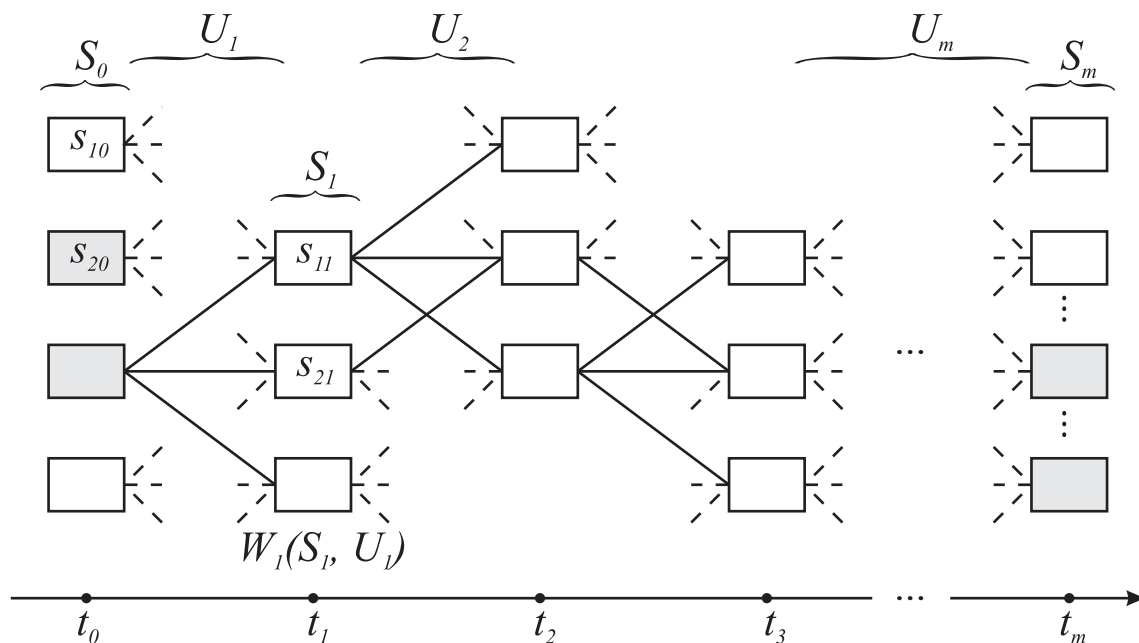 U₁ U₂ Uₘ
S₀ Sₘ
s₁₀
S₁
s₂₀ s₁₁
s₂₁ ...
W₁(S₁, U₁)
...
t₀ t₁ t₂ t₃ tₘ